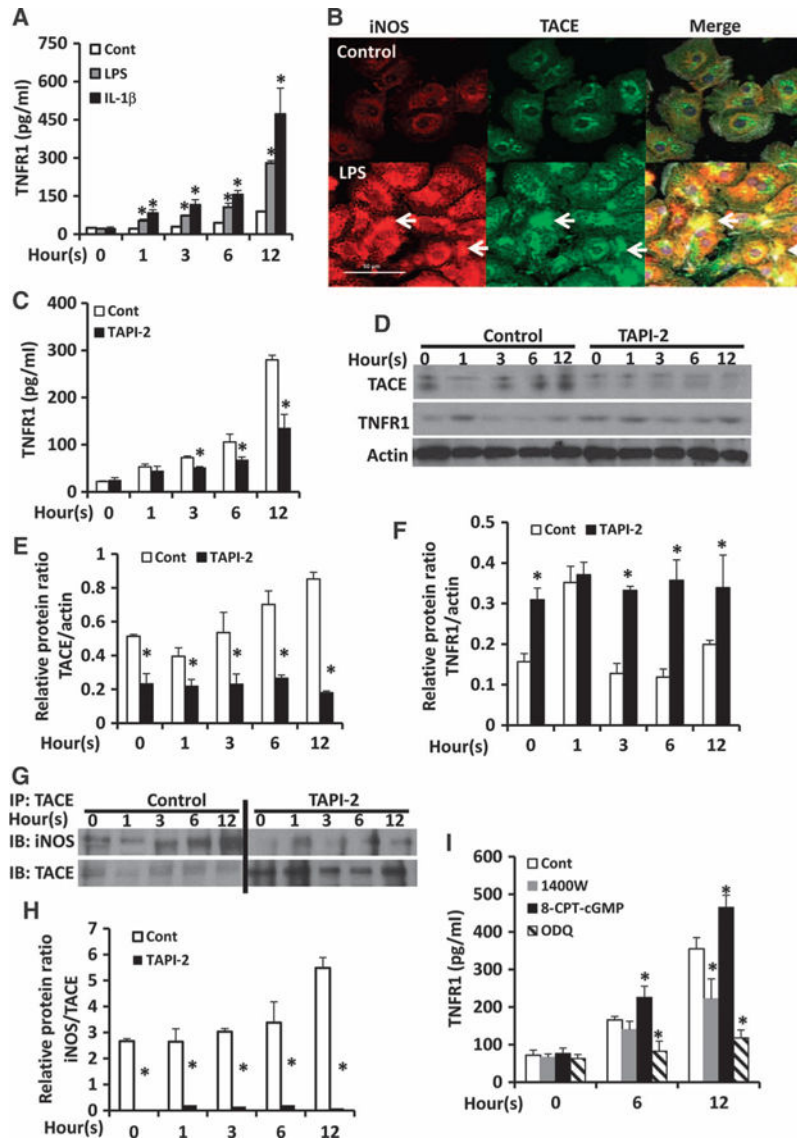 A
TNFR1 (pg/ml)
750
600
450
300
150
0
Cont
LPS
IL-1β
* * * * * * * *
Hour(s) 0 1 3 6 12
B
iNOS TACE Merge
Control
LPS
50 µm
C
TNFR1 (pg/ml)
400
300
200
100
0
Cont
TAPI-2
* * *
Hour(s) 0 1 3 6 12
D
Control TAPI-2
Hour(s) 0 1 3 6 12 0 1 3 6 12
TACE
TNFR1
Actin
E
Relative protein ratio
TACE/actin
1
0.8
0.6
0.4
0.2
0
Cont TAPI-2
* * * * *
Hour(s) 0 1 3 6 12
F
Relative protein ratio
TNFR1/actin
0.5
0.4
0.3
0.2
0.1
0
Cont TAPI-2
* * * *
Hour(s) 0 1 3 6 12
G
IP: TACE Control TAPI-2
Hour(s) 0 1 3 6 12 0 1 3 6 12
IB: iNOS
IB: TACE
H
Relative protein ratio
iNOS/TACE
7
6
5
4
3
2
1
0
Cont
TAPI-2
* * * * *
Hour(s) 0 1 3 6 12
I
TNFR1 (pg/ml)
600
500
400
300
200
100
0
Cont
1400W
8-CPT-cGMP
ODQ
* * * * *
Hour(s) 0 6 12